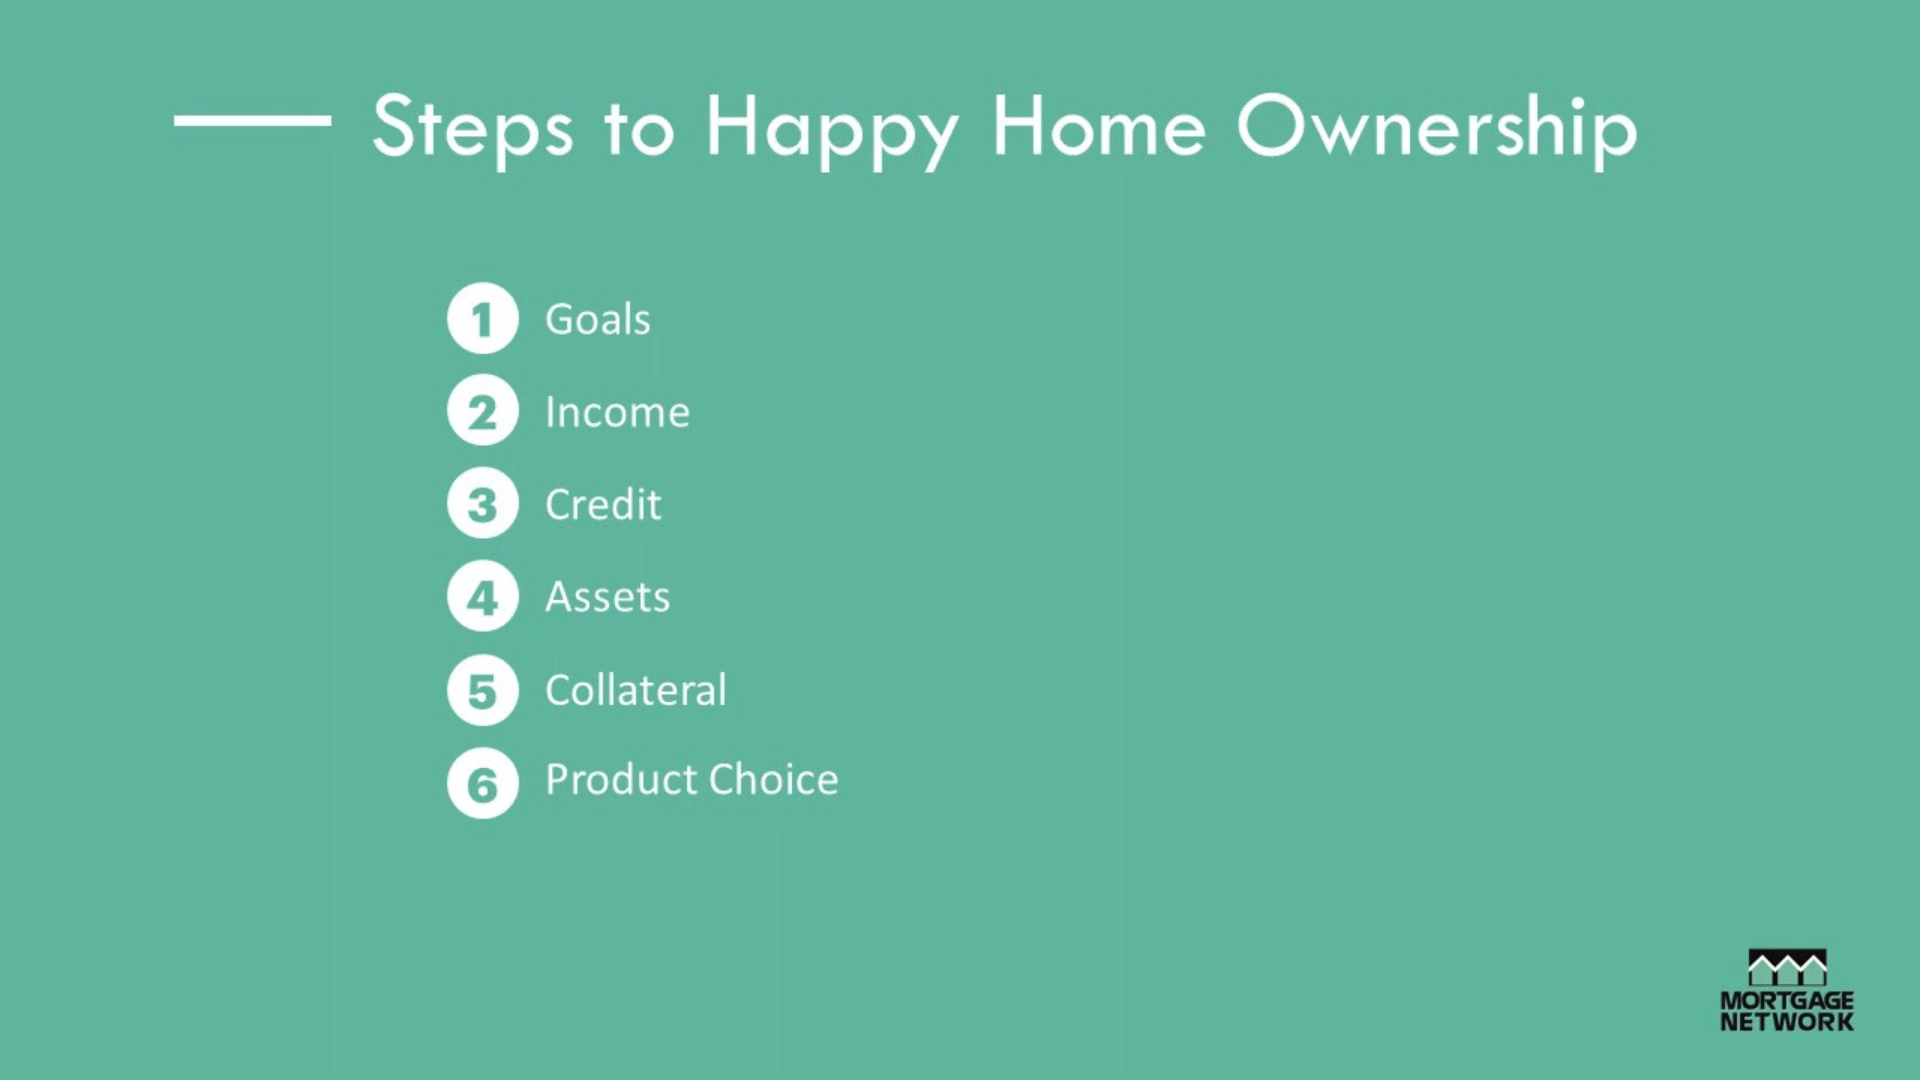 Steps to Happy Home Ownership
1 Goals
2 Income
3 Credit
4 Assets
5 Collateral
6 Product Choice
MORTGAGE
NETWORK